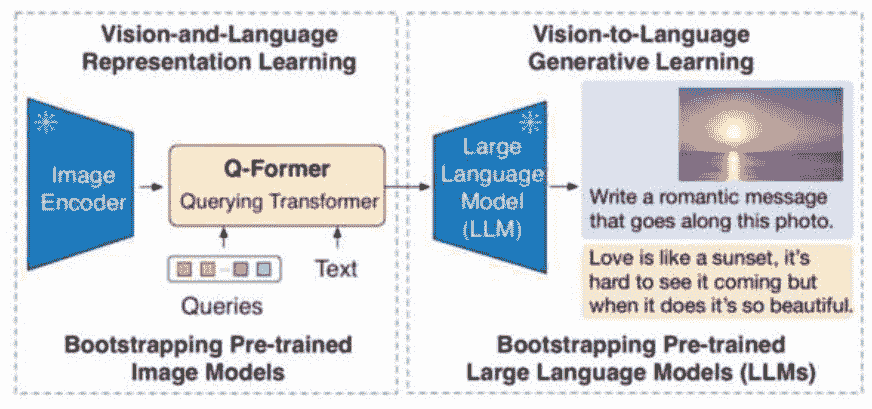 Vision-and-Language
Representation Learning
Image
Encoder
Q-Former
Querying Transformer
Queries
Text
Bootstrapping Pre-trained
Image Models
Vision-to-Language
Generative Learning
Large
Language
Model
(LLM)
Write a romantic message
that goes along this photo.
Love is like a sunset, it's
hard to see it coming but
when it does it's so beautiful.
Bootstrapping Pre-trained
Large Language Models (LLMs)